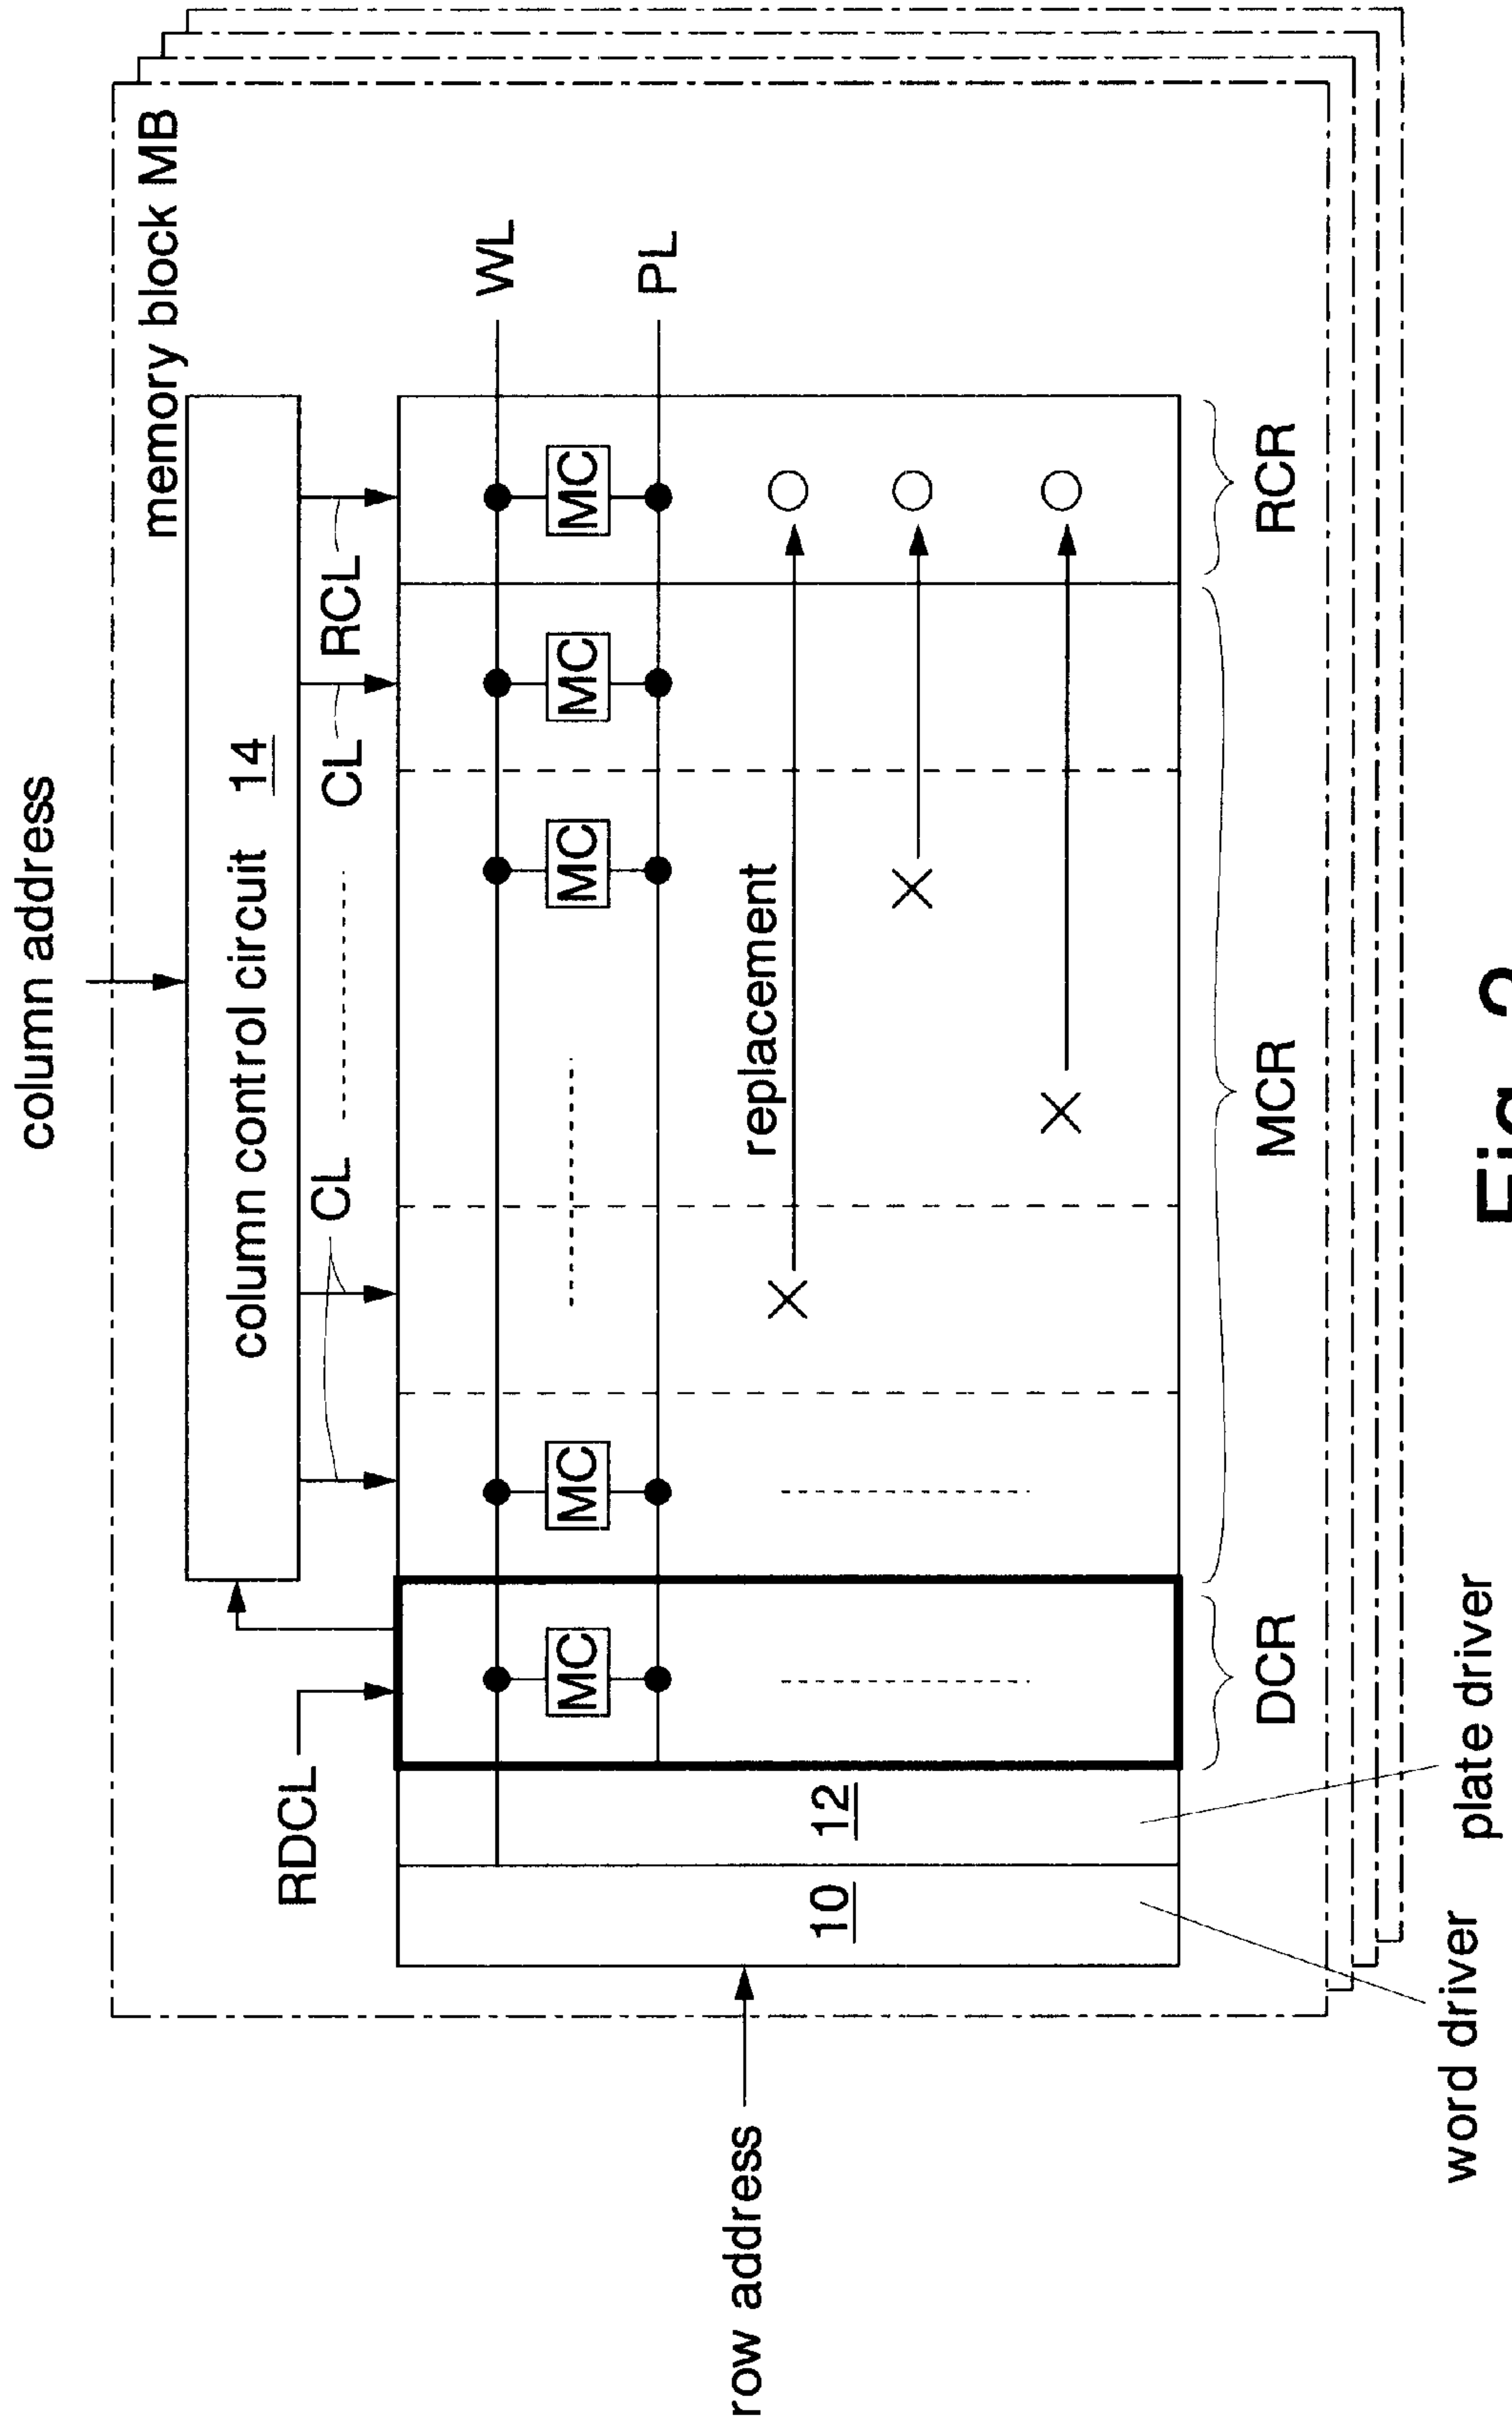 column address
memory block MB
column control circuit 14
RDCL
CL
CL
RCL
WL
MC
MC
MC
MC
MC
PL
replacement
row address
10
12
DCR
MCR
RCR
word driver
plate driver
Fig.